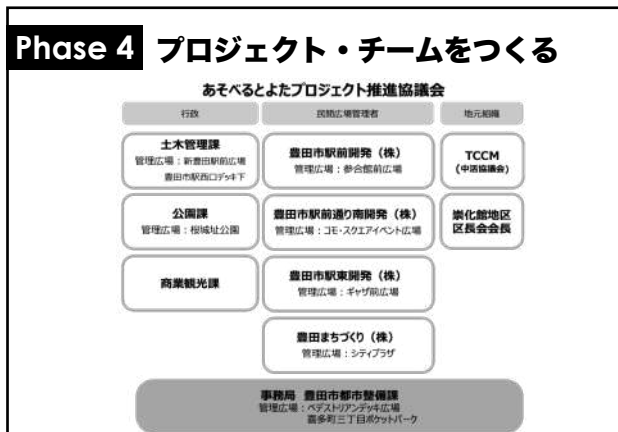 Phase 4 プロジェクト・チームをつくる
あそべるとよたプロジェクト推進協議会
行政
民間広場管理者
地元組織
土木管理課
管理広場：新豊田駅前広場
豊田市駅西口デッキ下
豊田市駅前開発（株）
管理広場：参合館前広場
TCCM
（中活協議会）
公園課
管理広場：桜城址公園
豊田市駅前通り南開発（株）
管理広場：コモ・スクエアイベント広場
崇化館地区
区長会会長
商業観光課
豊田市駅東開発（株）
管理広場：ギャザ前広場
豊田まちづくり（株）
管理広場：シティプラザ
事務局 豊田市都市整備課
管理広場：ペデストリアンデッキ広場
喜多町三丁目ポケットパーク